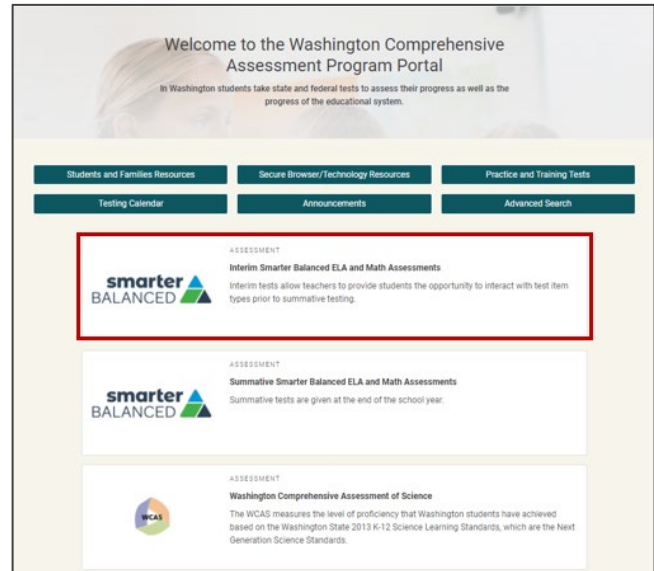 Welcome to the Washington Comprehensive
Assessment Program Portal
In Washington students take state and federal tests to assess their progress as well as the
progress of the educational system.
Students and Families Resources
Secure Browser/Technology Resources
Practice and Training Tests
Testing Calendar
Announcements
Advanced Search
smarter
BALANCED
ASSESSMENT
Interim Smarter Balanced ELA and Math Assessments
Interim tests allow teachers to provide students the opportunity to interact with test item
types prior to summative testing.
smarter
BALANCED
ASSESSMENT
Summative Smarter Balanced ELA and Math Assessments
Summative tests are given at the end of the school year.
WCAS
ASSESSMENT
Washington Comprehensive Assessment of Science
The WCAS measures the level of proficiency that Washington students have achieved
based on the Washington State 2013 K-12 Science Learning Standards, which are the Next
Generation Science Standards.